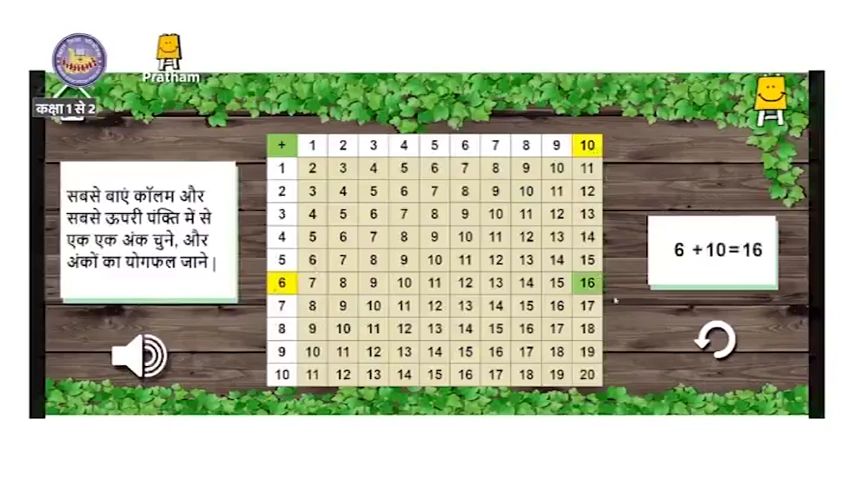 Pratham
कक्षा 1 से 2
सबसे बाएं कॉलम और
सबसे ऊपरी पंक्ति में से
एक एक अंक चुने, और
अंकों का योगफल जाने |
+ 1 2 3 4 5 6 7 8 9 10
1 2 3 4 5 6 7 8 9 10 11
2 3 4 5 6 7 8 9 10 11 12
3 4 5 6 7 8 9 10 11 12 13
4 5 6 7 8 9 10 11 12 13 14
5 6 7 8 9 10 11 12 13 14 15
6 7 8 9 10 11 12 13 14 15 16
7 8 9 10 11 12 13 14 15 16 17
8 9 10 11 12 13 14 15 16 17 18
9 10 11 12 13 14 15 16 17 18 19
10 11 12 13 14 15 16 17 18 19 20
6 +10=16